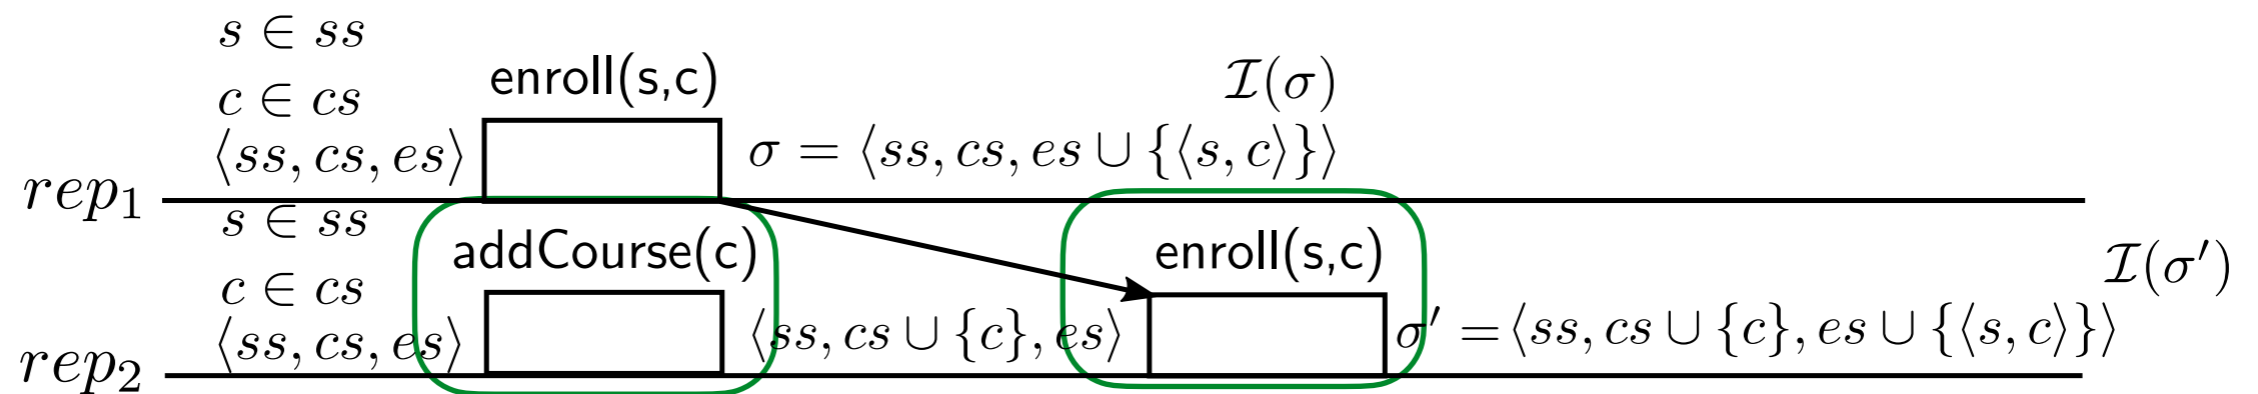 s ∈ ss
c ∈ cs
⟨ss, cs, es⟩
enroll(s,c)
σ = ⟨ss, cs, es ∪ {⟨s, c⟩}⟩
ℐ(σ)
rep₁
s ∈ ss
c ∈ cs
⟨ss, cs, es⟩
addCourse(c)
⟨ss, cs ∪ {c}, es⟩
enroll(s,c)
σ′ = ⟨ss, cs ∪ {c}, es ∪ {⟨s, c⟩}⟩
ℐ(σ′)
rep₂